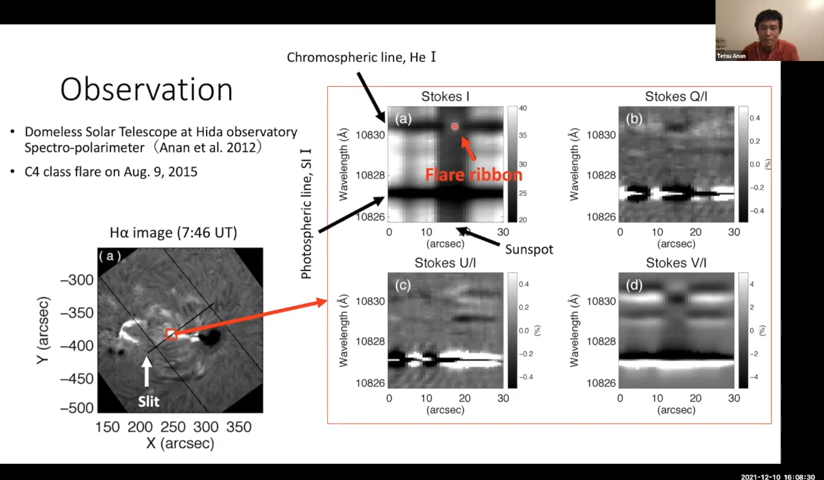 Tetsu Anan
Chromospheric line, He I
Observation
• Domeless Solar Telescope at Hida observatory
Spectro-polarimeter（Anan et al. 2012）
• C4 class flare on Aug. 9, 2015
Photospheric line, SI I
Hα image (7:46 UT)
(a)
−300
−350
−400
−450
−500
Y (arcsec)
Slit
150 200 250 300 350
X (arcsec)
Stokes I
(a)
Flare ribbon
10830
10828
10826
Wavelength (Å)
0 10 20 30
(arcsec)
40
35
30
25
20
Sunspot
Stokes Q/I
(b)
10830
10828
10826
Wavelength (Å)
0 10 20 30
(arcsec)
0.4
0.2
0.0
−0.2
−0.4
(%)
Stokes U/I
(c)
10830
10828
10826
Wavelength (Å)
0 10 20 30
(arcsec)
0.4
0.2
0.0
−0.2
−0.4
(%)
Stokes V/I
(d)
10830
10828
10826
Wavelength (Å)
0 10 20 30
(arcsec)
4
2
0
−2
−4
(%)
2021-12-10 16:08:30